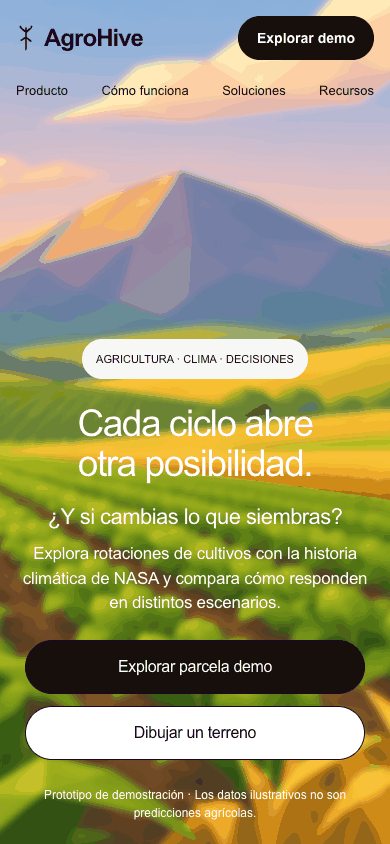 AgroHive
Explorar demo
Producto
Cómo funciona
Soluciones
Recursos
AGRICULTURA · CLIMA · DECISIONES
Cada ciclo abre
otra posibilidad.
¿Y si cambias lo que siembras?
Explora rotaciones de cultivos con la historia
climática de NASA y compara cómo responden
en distintos escenarios.
Explorar parcela demo
Dibujar un terreno
Prototipo de demostración · Los datos ilustrativos no son
predicciones agrícolas.